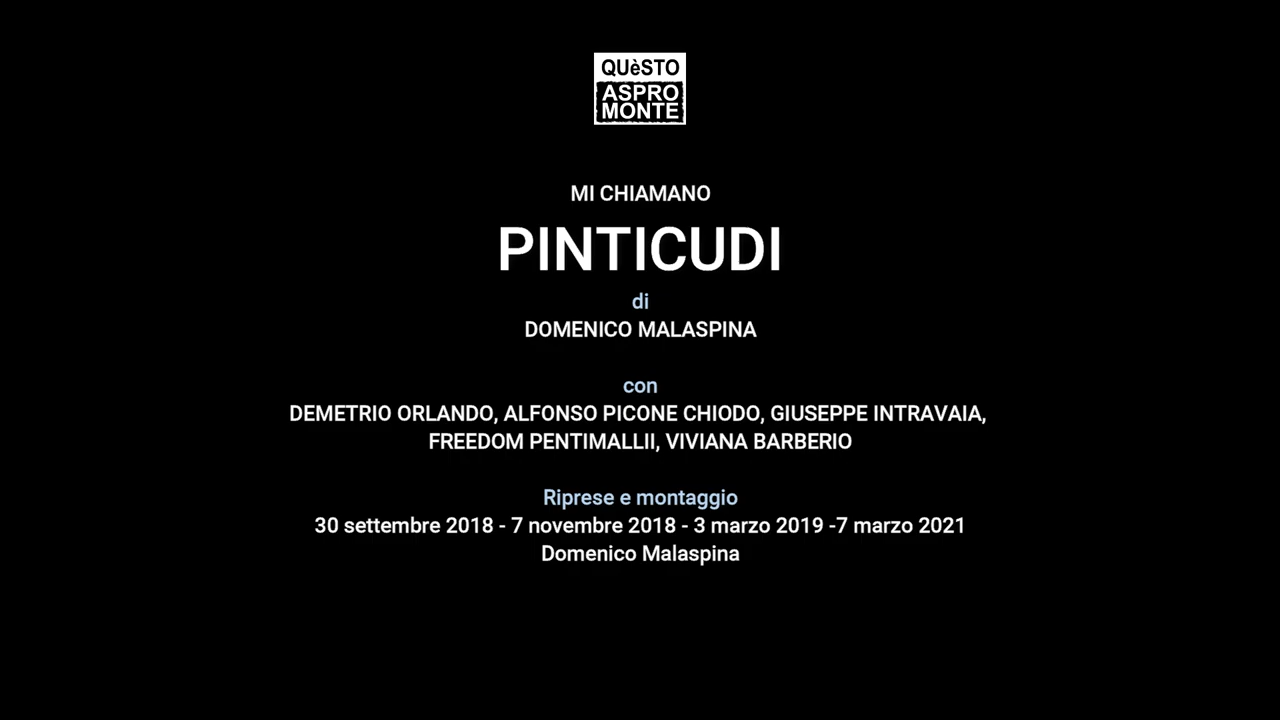 QUèSTO
ASPRO
MONTE
MI CHIAMANO
PINTICUDI
di
DOMENICO MALASPINA
con
DEMETRIO ORLANDO, ALFONSO PICONE CHIODO, GIUSEPPE INTRAVAIA,
FREEDOM PENTIMALLII, VIVIANA BARBERIO
Riprese e montaggio
30 settembre 2018 - 7 novembre 2018 - 3 marzo 2019 -7 marzo 2021
Domenico Malaspina